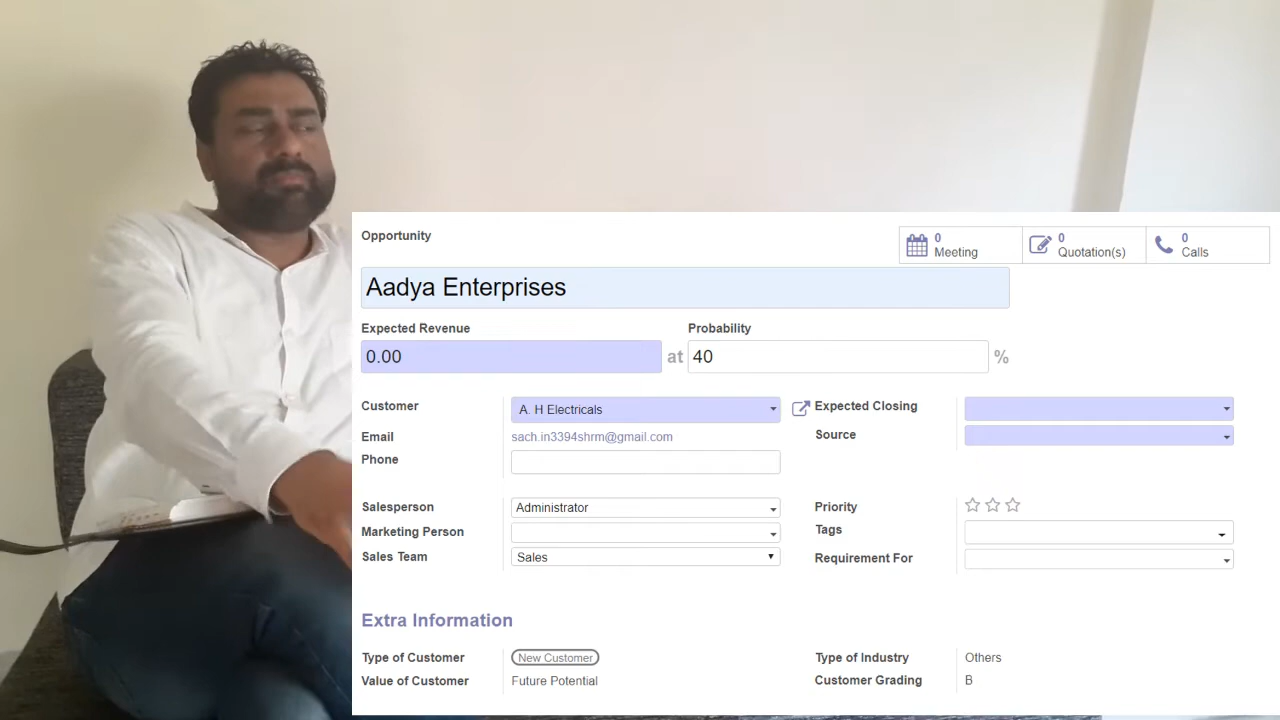 Opportunity
0
Meeting
0
Quotation(s)
0
Calls
Aadya Enterprises
Expected Revenue
Probability
0.00 at 40 %
Customer A. H Electricals
Expected Closing
Email sach.in3394shrm@gmail.com
Source
Phone
Salesperson Administrator
Priority
Marketing Person
Tags
Sales Team Sales
Requirement For
Extra Information
Type of Customer New Customer
Type of Industry Others
Value of Customer Future Potential
Customer Grading B